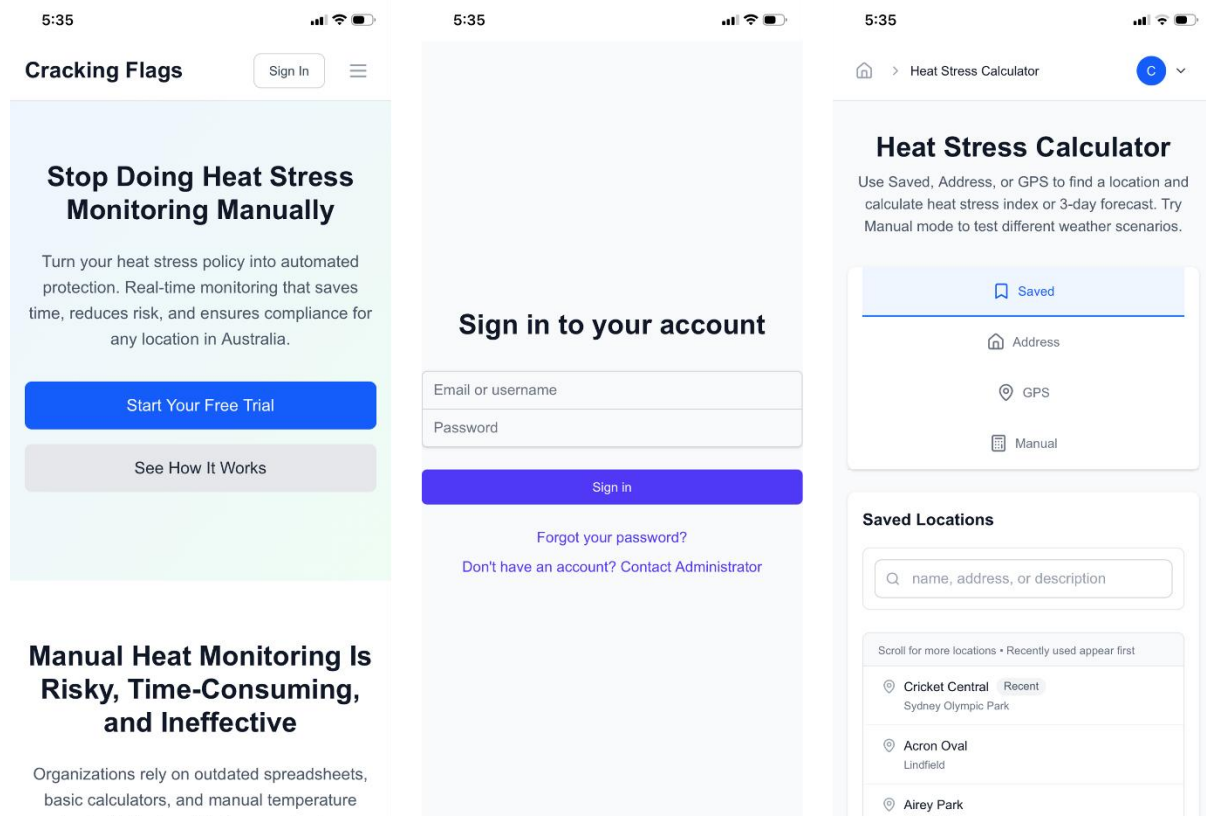 5:35
Cracking Flags
Sign In
Stop Doing Heat Stress
Monitoring Manually
Turn your heat stress policy into automated
protection. Real-time monitoring that saves
time, reduces risk, and ensures compliance for
any location in Australia.
Start Your Free Trial
See How It Works
Manual Heat Monitoring Is
Risky, Time-Consuming,
and Ineffective
Organizations rely on outdated spreadsheets,
basic calculators, and manual temperature
5:35
Sign in to your account
Email or username
Password
Sign in
Forgot your password?
Don't have an account? Contact Administrator
5:35
> Heat Stress Calculator
C
Heat Stress Calculator
Use Saved, Address, or GPS to find a location and
calculate heat stress index or 3-day forecast. Try
Manual mode to test different weather scenarios.
Saved
Address
GPS
Manual
Saved Locations
name, address, or description
Scroll for more locations • Recently used appear first
Cricket Central Recent
Sydney Olympic Park
Acron Oval
Lindfield
Airey Park